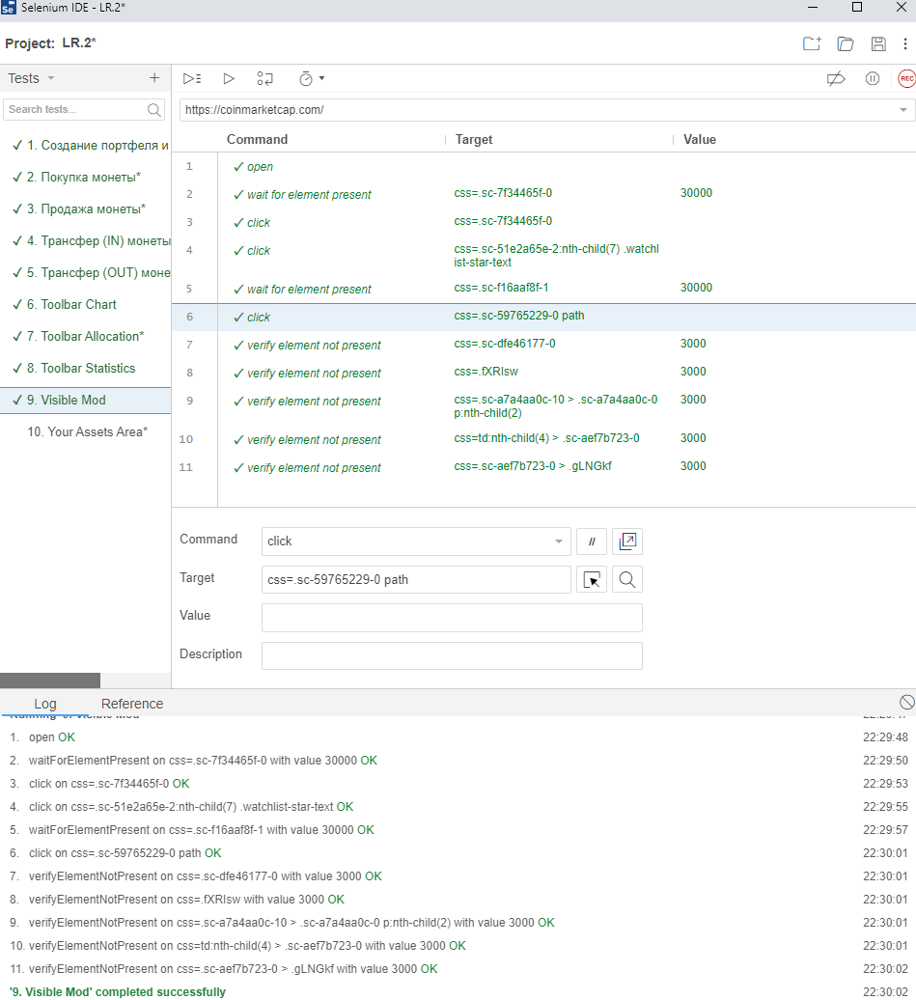 Selenium IDE - LR.2*
Project: LR.2*
Tests
Search tests...
✓ 1. Создание портфеля и
✓ 2. Покупка монеты*
✓ 3. Продажа монеты*
✓ 4. Трансфер (IN) монеты
✓ 5. Трансфер (OUT) моне
✓ 6. Toolbar Chart
✓ 7. Toolbar Allocation*
✓ 8. Toolbar Statistics
✓ 9. Visible Mod
10. Your Assets Area*
REC
https://coinmarketcap.com/
Command Target Value
1 ✓ open
2 ✓ wait for element present css=.sc-7f34465f-0 30000
3 ✓ click css=.sc-7f34465f-0
4 ✓ click css=.sc-51e2a65e-2:nth-child(7) .watchl
ist-star-text
5 ✓ wait for element present css=.sc-f16aaf8f-1 30000
6 ✓ click css=.sc-59765229-0 path
7 ✓ verify element not present css=.sc-dfe46177-0 3000
8 ✓ verify element not present css=.fXRIsw 3000
9 ✓ verify element not present css=.sc-a7a4aa0c-10 > .sc-a7a4aa0c-0 3000
p:nth-child(2)
10 ✓ verify element not present css=td:nth-child(4) > .sc-aef7b723-0 3000
11 ✓ verify element not present css=.sc-aef7b723-0 > .gLNGkf 3000
Command click //
Target css=.sc-59765229-0 path
Value
Description
Log Reference
1. open OK 22:29:48
2. waitForElementPresent on css=.sc-7f34465f-0 with value 30000 OK 22:29:50
3. click on css=.sc-7f34465f-0 OK 22:29:53
4. click on css=.sc-51e2a65e-2:nth-child(7) .watchlist-star-text OK 22:29:55
5. waitForElementPresent on css=.sc-f16aaf8f-1 with value 30000 OK 22:29:57
6. click on css=.sc-59765229-0 path OK 22:30:01
7. verifyElementNotPresent on css=.sc-dfe46177-0 with value 3000 OK 22:30:01
8. verifyElementNotPresent on css=.fXRIsw with value 3000 OK 22:30:01
9. verifyElementNotPresent on css=.sc-a7a4aa0c-10 > .sc-a7a4aa0c-0 p:nth-child(2) with value 3000 OK 22:30:01
10. verifyElementNotPresent on css=td:nth-child(4) > .sc-aef7b723-0 with value 3000 OK 22:30:01
11. verifyElementNotPresent on css=.sc-aef7b723-0 > .gLNGkf with value 3000 OK 22:30:02
'9. Visible Mod' completed successfully 22:30:02